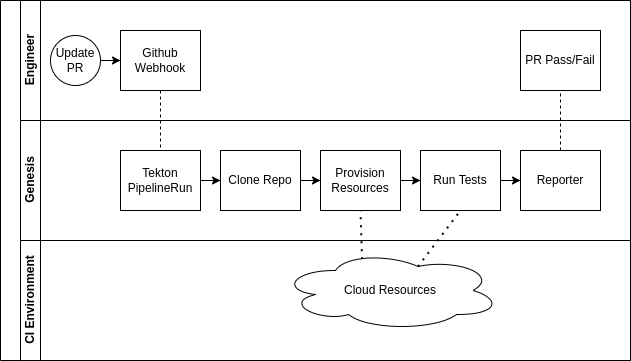 Engineer
Update
PR
Github
Webhook
PR Pass/Fail
Genesis
Tekton
PipelineRun
Clone Repo
Provision
Resources
Run Tests
Reporter
CI Environment
Cloud Resources